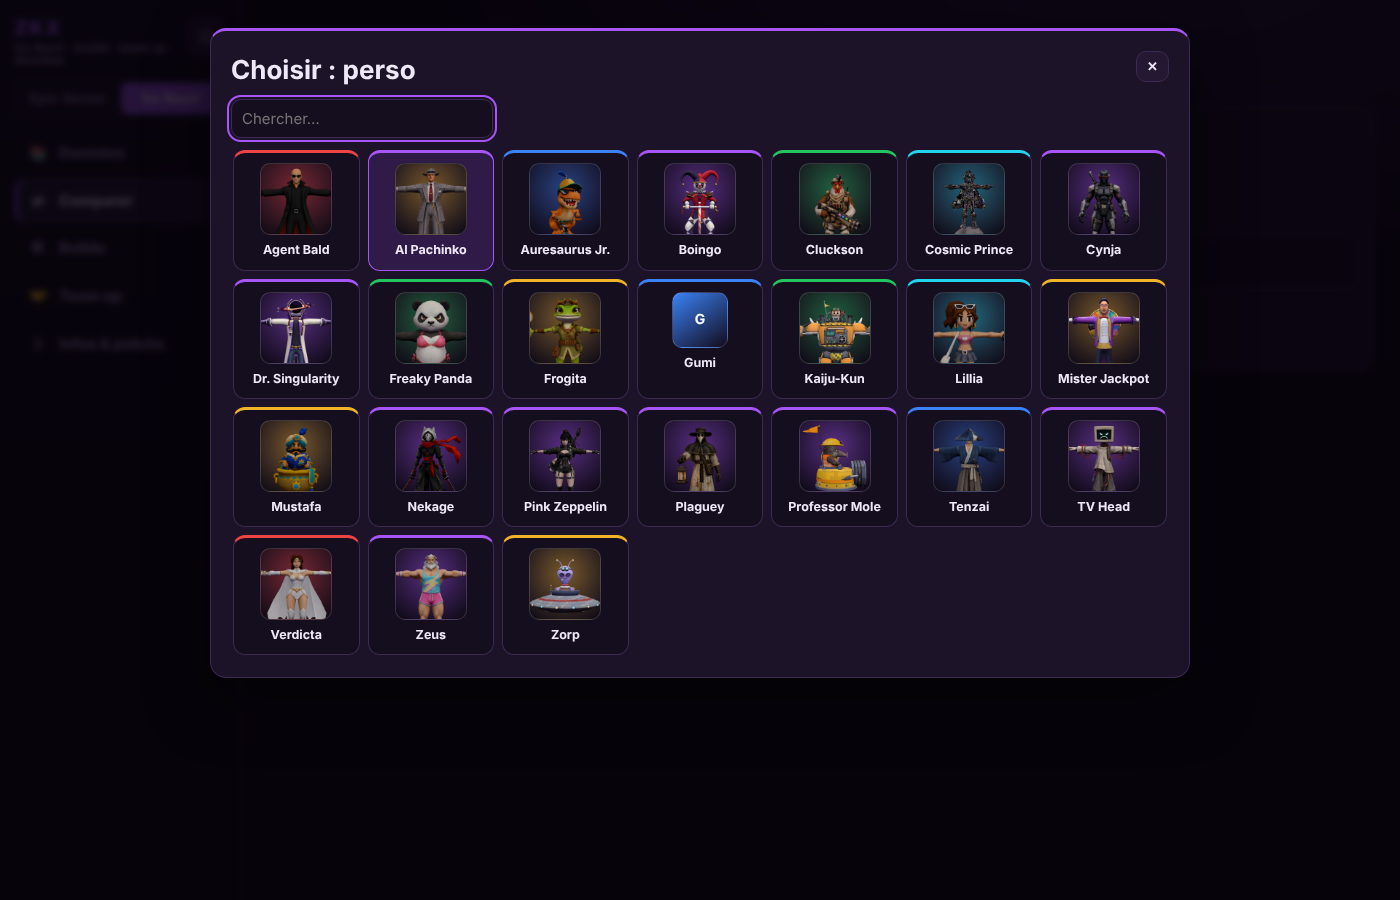 Choisir : perso
×
Chercher...
Agent Bald
Al Pachinko
Auresaurus Jr.
Boingo
Cluckson
Cosmic Prince
Cynja
Dr. Singularity
Freaky Panda
Frogita
G
Gumi
Kaiju-Kun
Lillia
Mister Jackpot
Mustafa
Nekage
Pink Zeppelin
Plaguey
Professor Mole
Tenzai
TV Head
Verdicta
Zeus
Zorp